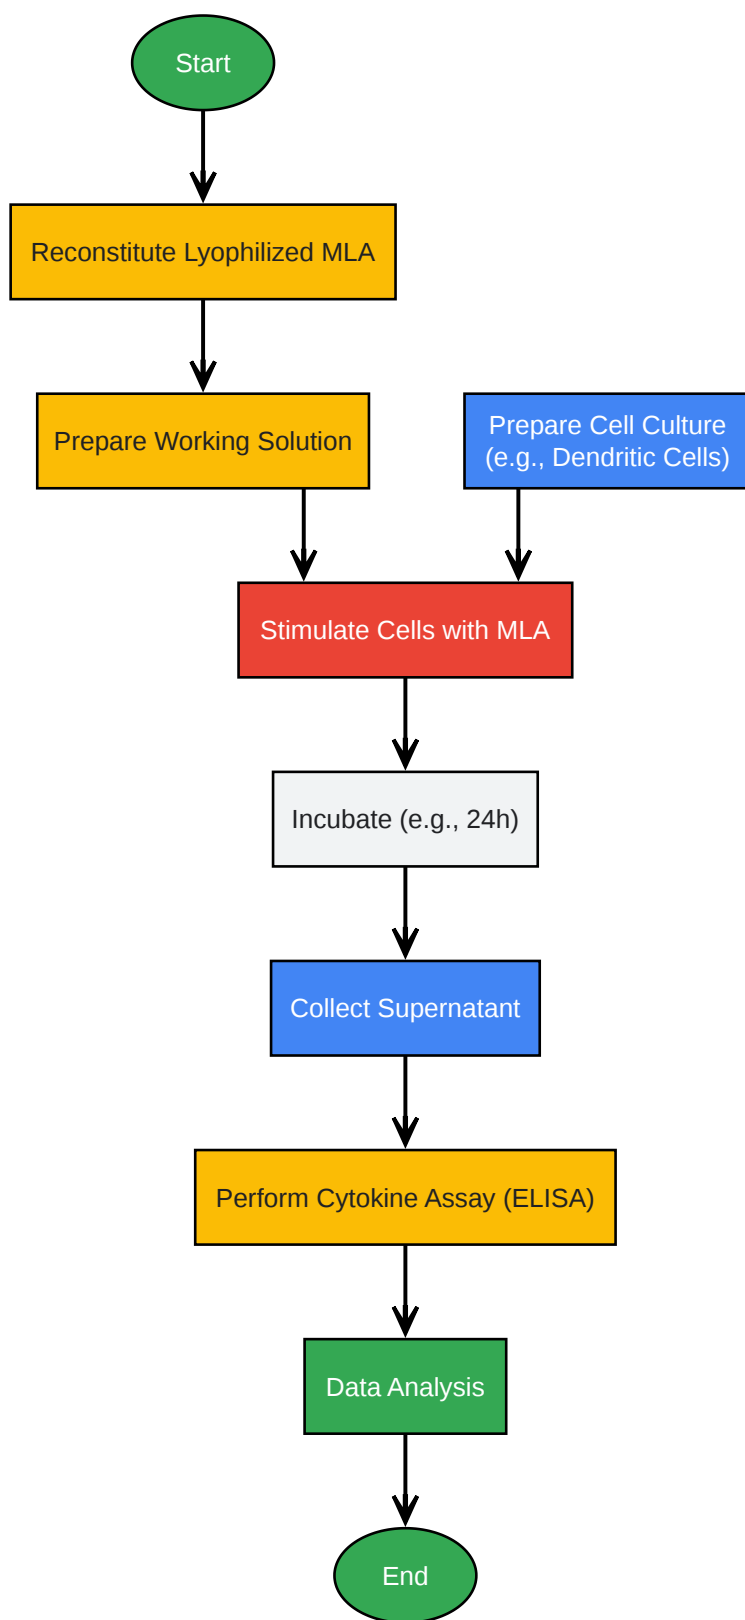 Start
Reconstitute Lyophilized MLA
Prepare Working Solution
Prepare Cell Culture
(e.g., Dendritic Cells)
Stimulate Cells with MLA
Incubate (e.g., 24h)
Collect Supernatant
Perform Cytokine Assay (ELISA)
Data Analysis
End